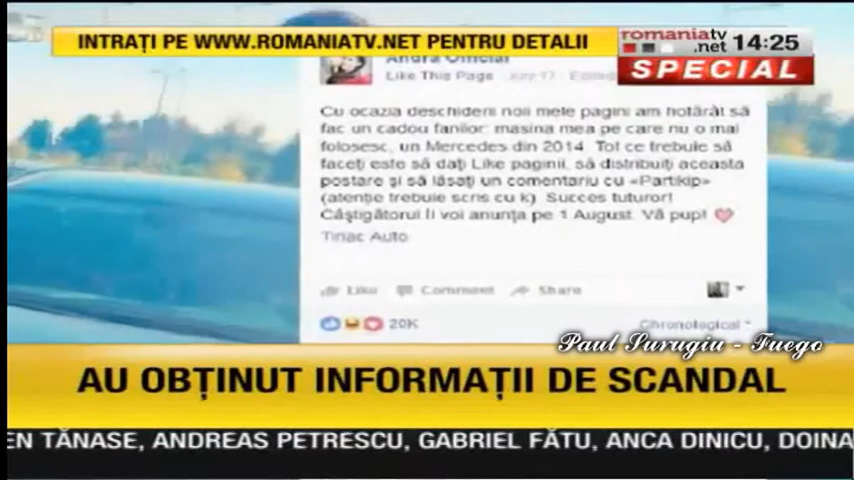 INTRAȚI PE WWW.ROMANIATV.NET PENTRU DETALII
romaniatv
.net 14:25
SPECIAL
Andra Official
Like This Page
Cu ocazia deschiderii noii mele pagini am hotărât să
fac un cadou fanilor: masina mea pe care nu o mai
folosesc, un Mercedes din 2014. Tot ce trebuie să
faceți este să dați Like paginii, să distribuiți aceasta
postare și să lăsați un comentariu cu «Partikip»
(atenție trebuie scris cu k). Succes tuturor!
Câștigătorul îl voi anunța pe 1 August. Vă pup!
Tiriac Auto
Like Comment Share
20K Chronological
Paul Surugiu - Fuego
AU OBȚINUT INFORMAȚII DE SCANDAL
EN TĂNASE, ANDREAS PETRESCU, GABRIEL FĂTU, ANCA DINICU, DOINA